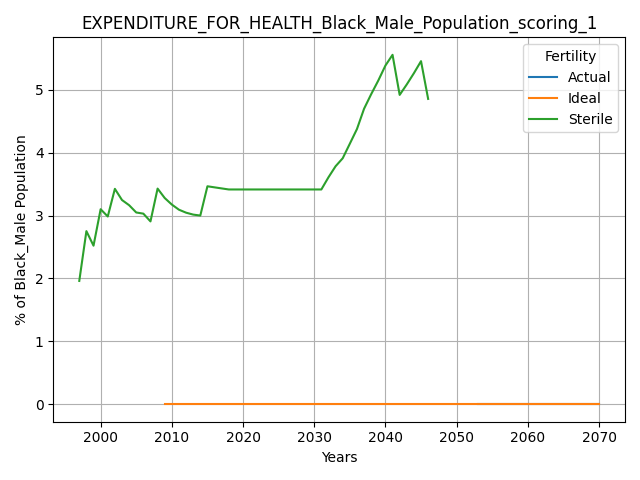 EXPENDITURE_FOR_HEALTH_Black_Male_Population_scoring_1
Fertility
Actual
Ideal
Sterile
% of Black_Male Population
5
4
3
2
1
0
2000 2010 2020 2030 2040 2050 2060 2070
Years